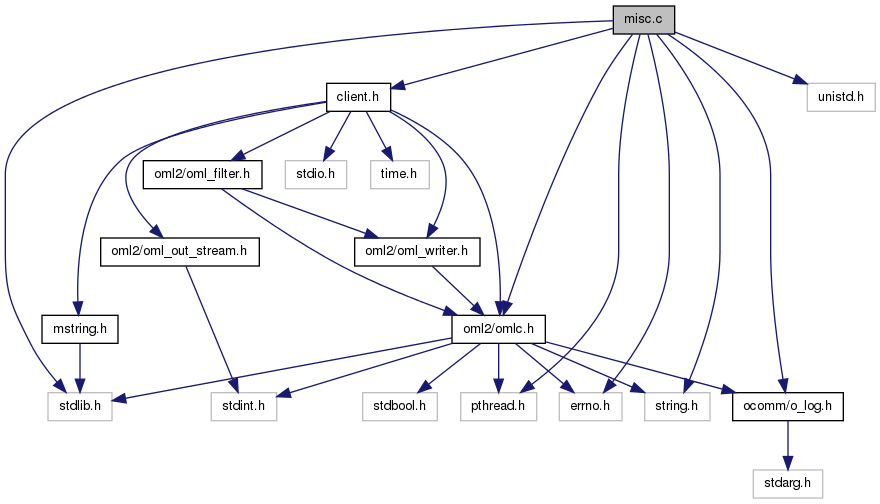 misc.c
client.h
unistd.h
oml2/oml_filter.h
stdio.h
time.h
oml2/oml_out_stream.h
oml2/oml_writer.h
mstring.h
oml2/omlc.h
stdlib.h
stdint.h
stdbool.h
pthread.h
errno.h
string.h
ocomm/o_log.h
stdarg.h